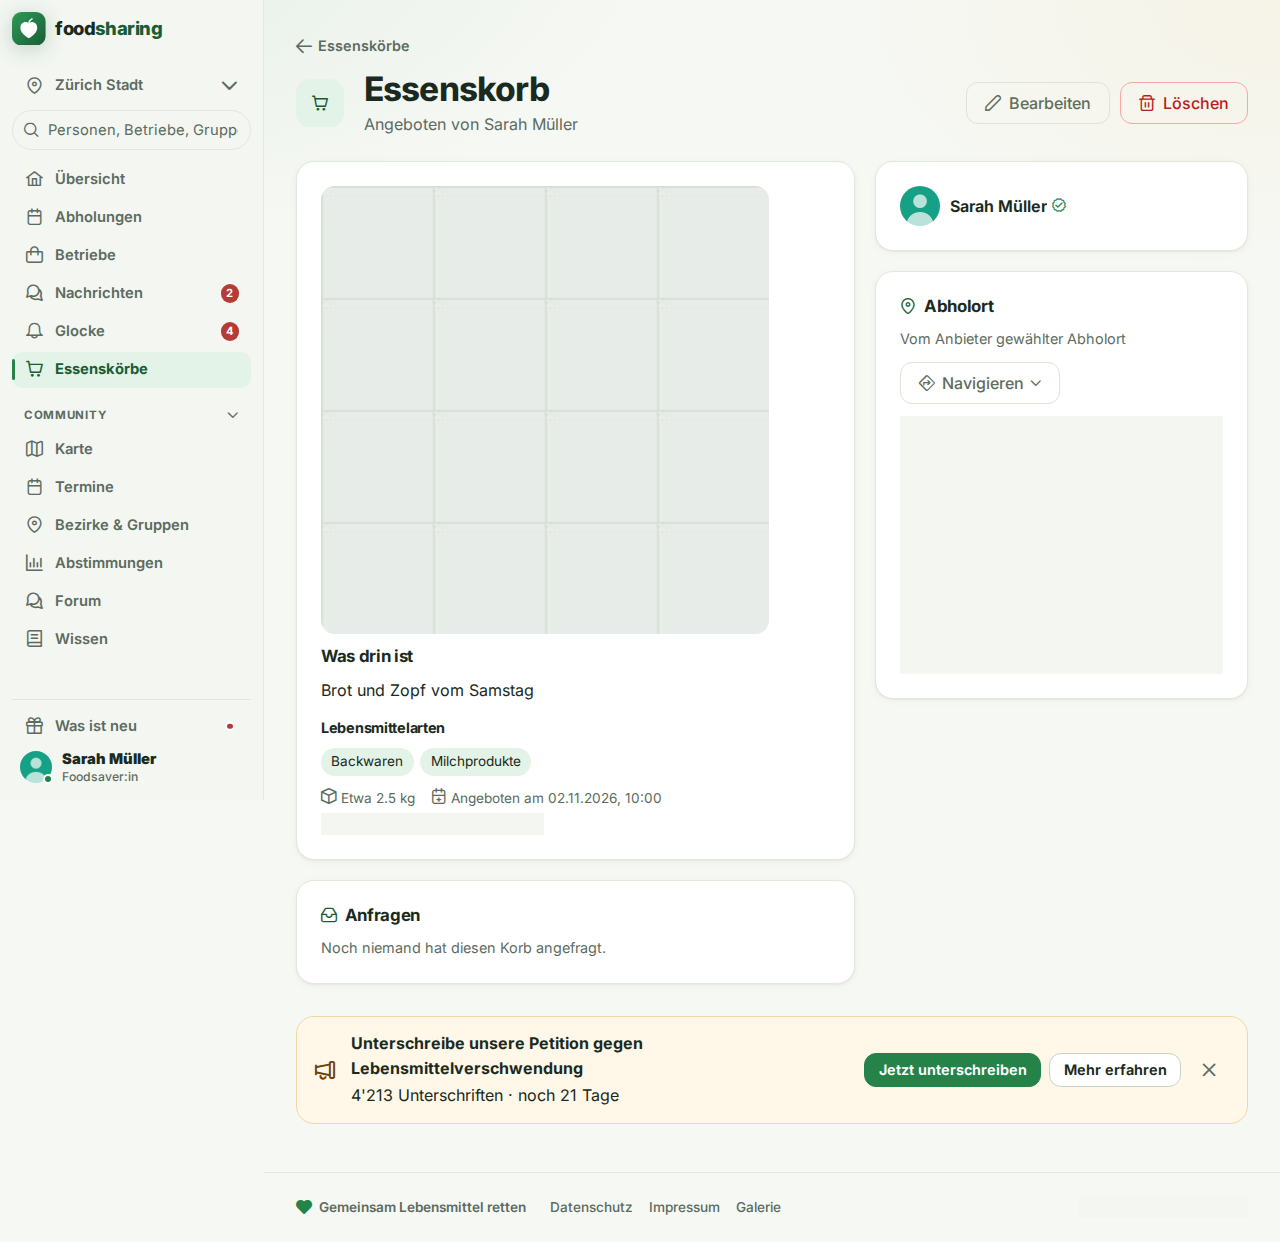 foodsharing
Zürich Stadt
Personen, Betriebe, Grupp
Übersicht
Abholungen
Betriebe
Nachrichten 2
Glocke 4
Essenskörbe
COMMUNITY
Karte
Termine
Bezirke & Gruppen
Abstimmungen
Forum
Wissen
Was ist neu
Sarah Müller
Foodsaver:in
Essenskörbe
Essenskorb
Angeboten von Sarah Müller
Bearbeiten
Löschen
Was drin ist
Brot und Zopf vom Samstag
Lebensmittelarten
Backwaren Milchprodukte
Etwa 2.5 kg Angeboten am 02.11.2026, 10:00
Anfragen
Noch niemand hat diesen Korb angefragt.
Sarah Müller
Abholort
Vom Anbieter gewählter Abholort
Navigieren
Unterschreibe unsere Petition gegen
Lebensmittelverschwendung
4'213 Unterschriften · noch 21 Tage
Jetzt unterschreiben
Mehr erfahren
Gemeinsam Lebensmittel retten Datenschutz Impressum Galerie